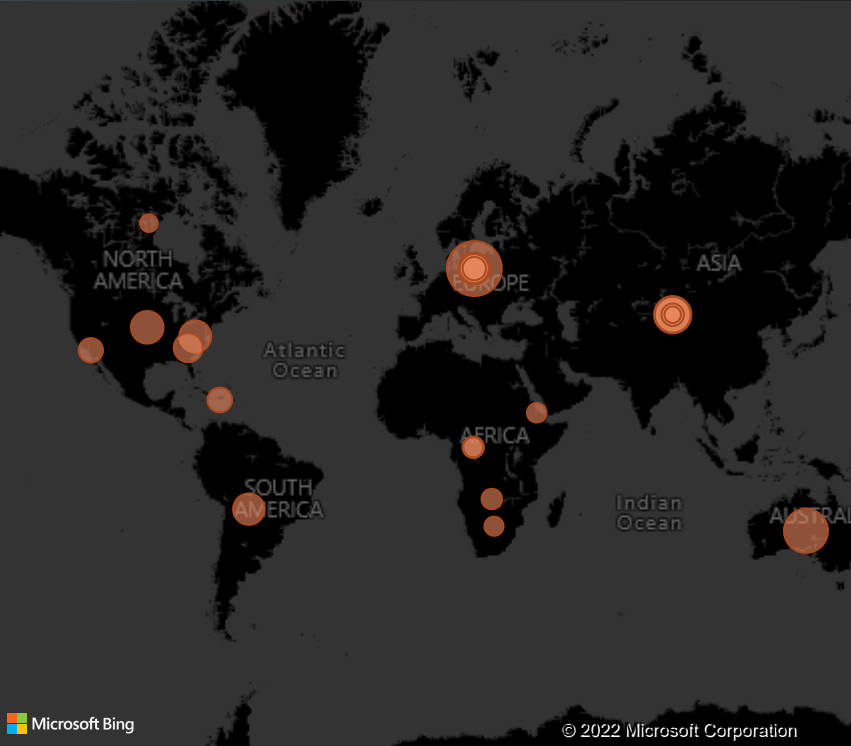 NORTH
AMERICA
EUROPE
ASIA
Atlantic
Ocean
AFRICA
SOUTH
AMERICA
Indian
Ocean
AUSTRAL
Microsoft Bing
© 2022 Microsoft Corporation